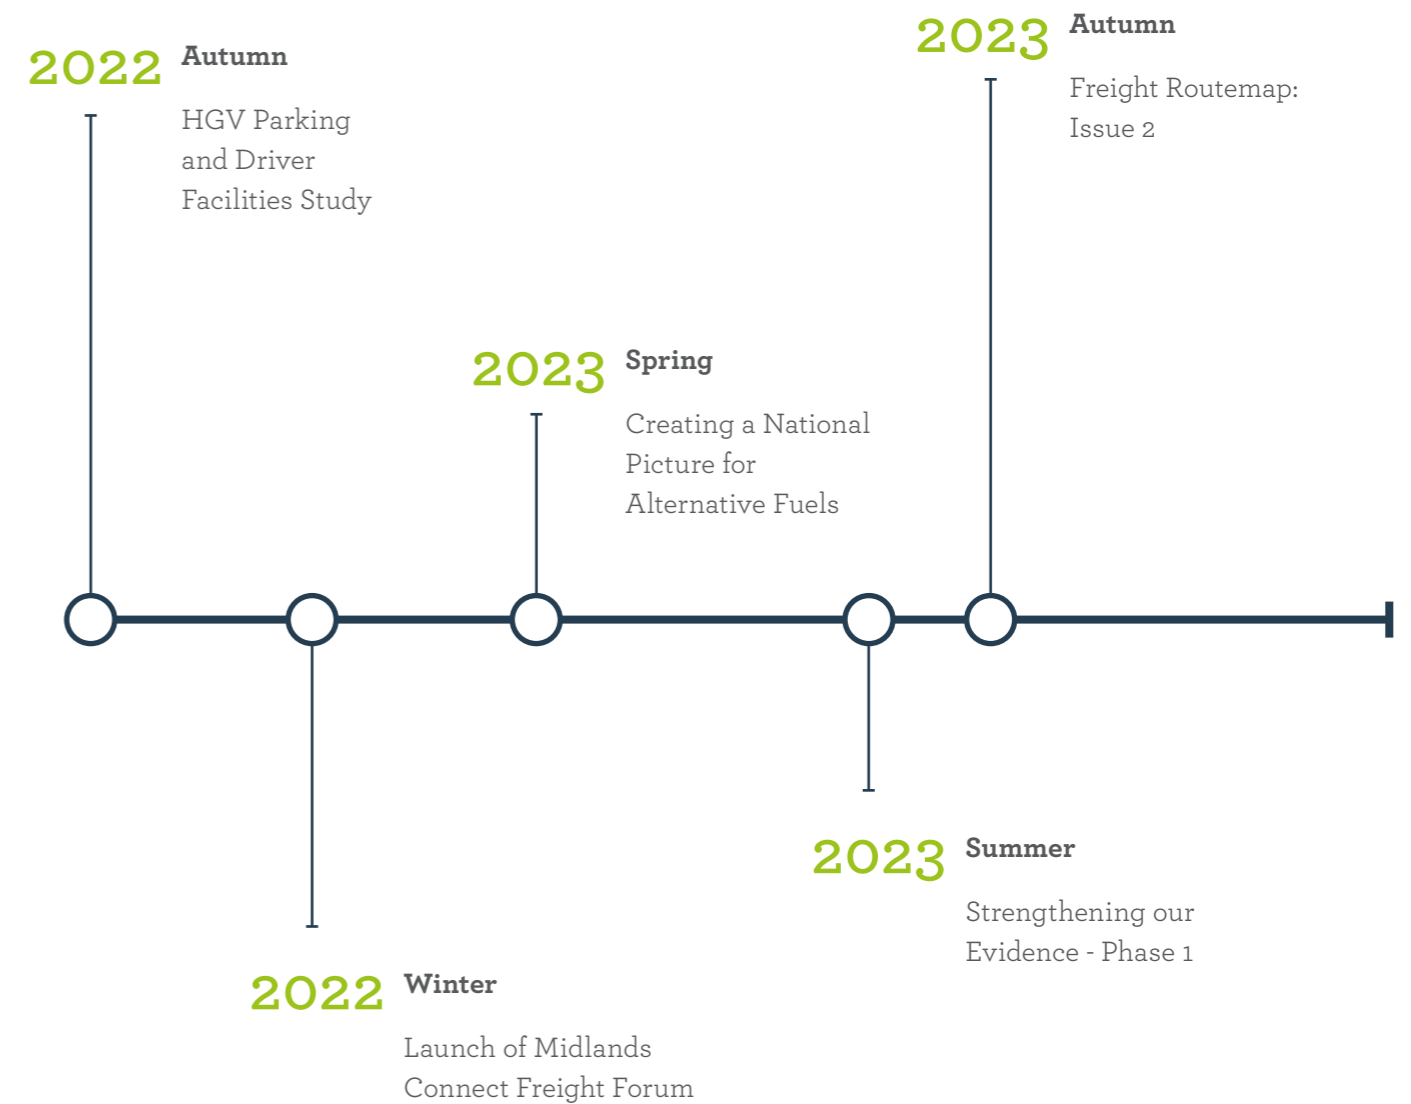 2022
Autumn
HGV Parking
and Driver
Facilities Study
2022
Winter
Launch of Midlands
Connect Freight Forum
2023
Spring
Creating a National
Picture for
Alternative Fuels
2023
Summer
Strengthening our
Evidence - Phase 1
2023
Autumn
Freight Routemap:
Issue 2